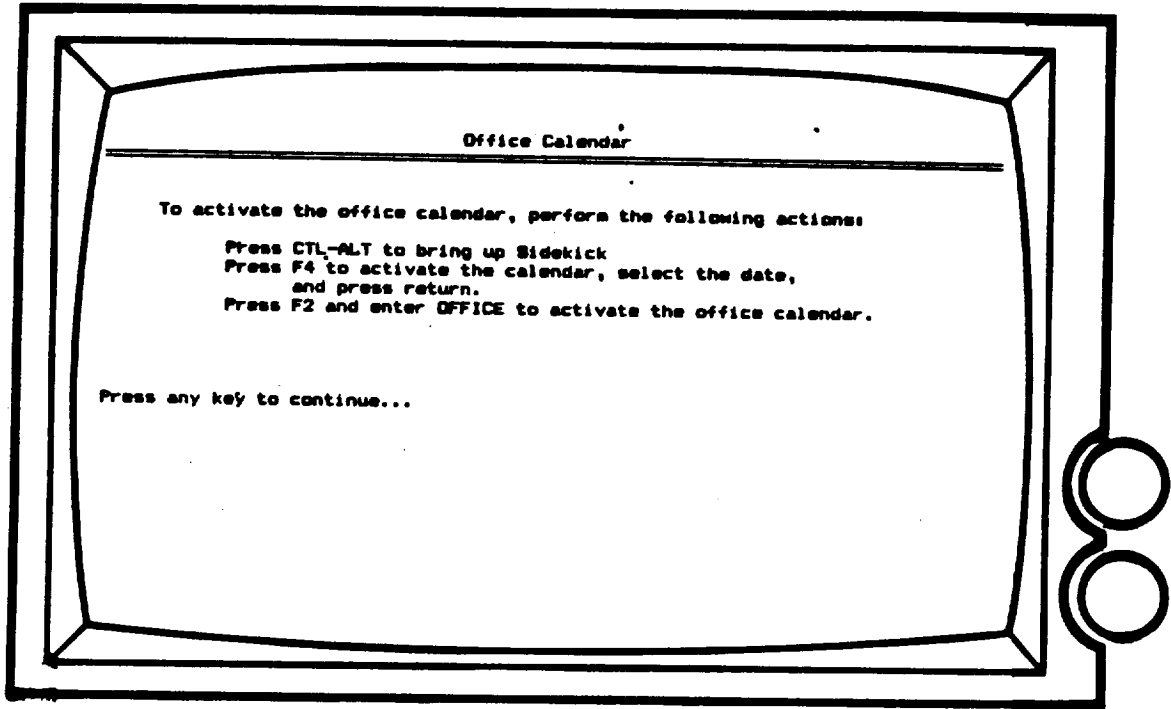 Office Calendar
To activate the office calendar, perform the following actions:
Press CTL-ALT to bring up Sidekick
Press F4 to activate the calendar, select the date,
and press return.
Press F2 and enter OFFICE to activate the office calendar.
Press any key to continue...